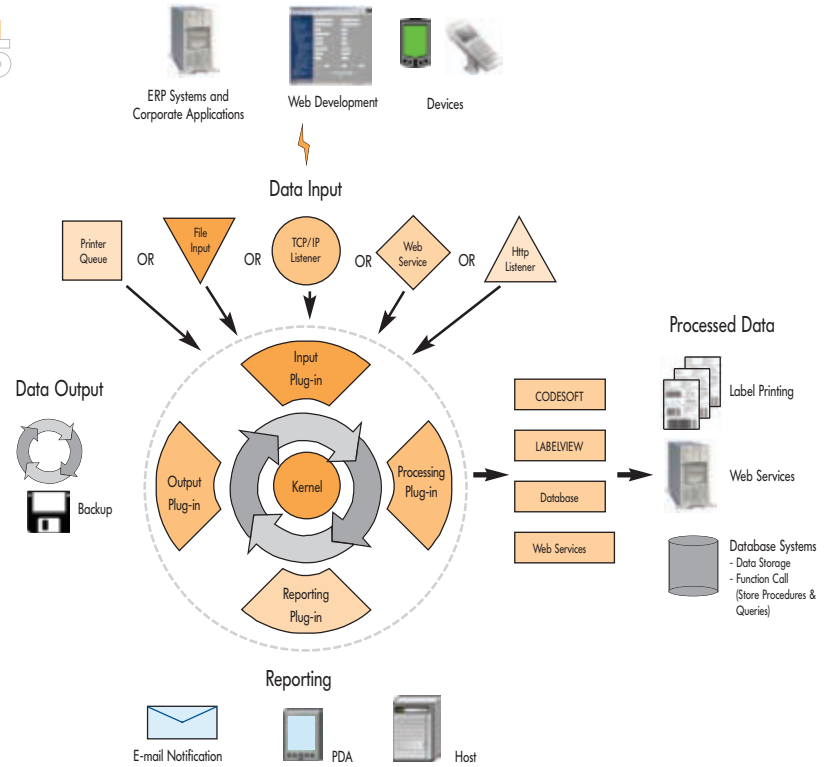 ERP Systems and
Corporate Applications
Web Development
Devices
Data Input
Printer
Queue
OR
File
Input
OR
TCP/IP
Listener
OR
Web
Service
OR
Http
Listener
Processed Data
Input
Plug-in
Data Output
Backup
Output
Plug-in
Kernel
Processing
Plug-in
Reporting
Plug-in
CODESOFT
LABELVIEW
Database
Web Services
Label Printing
Web Services
Database Systems
- Data Storage
- Function Call
(Store Procedures &
Queries)
Reporting
E-mail Notification
PDA
Host